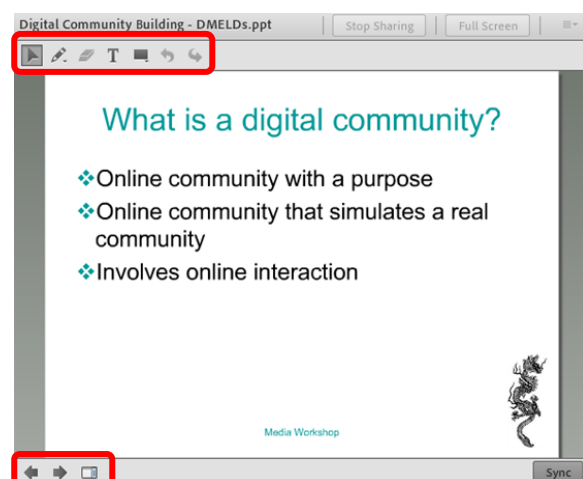 Digital Community Building - DMELDs.ppt
Stop Sharing
Full Screen
T
What is a digital community?
Online community with a purpose
Online community that simulates a real
community
Involves online interaction
Media Workshop
Sync